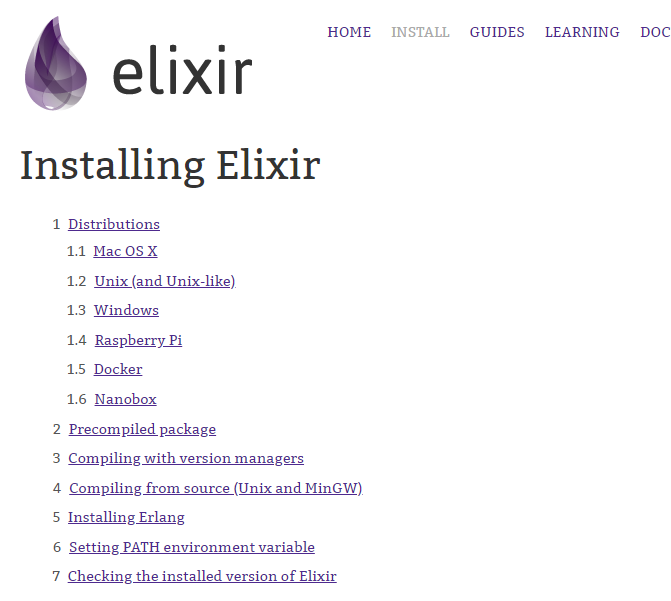 elixir
HOME INSTALL GUIDES LEARNING DOC
Installing Elixir
1 Distributions
1.1 Mac OS X
1.2 Unix (and Unix-like)
1.3 Windows
1.4 Raspberry Pi
1.5 Docker
1.6 Nanobox
2 Precompiled package
3 Compiling with version managers
4 Compiling from source (Unix and MinGW)
5 Installing Erlang
6 Setting PATH environment variable
7 Checking the installed version of Elixir